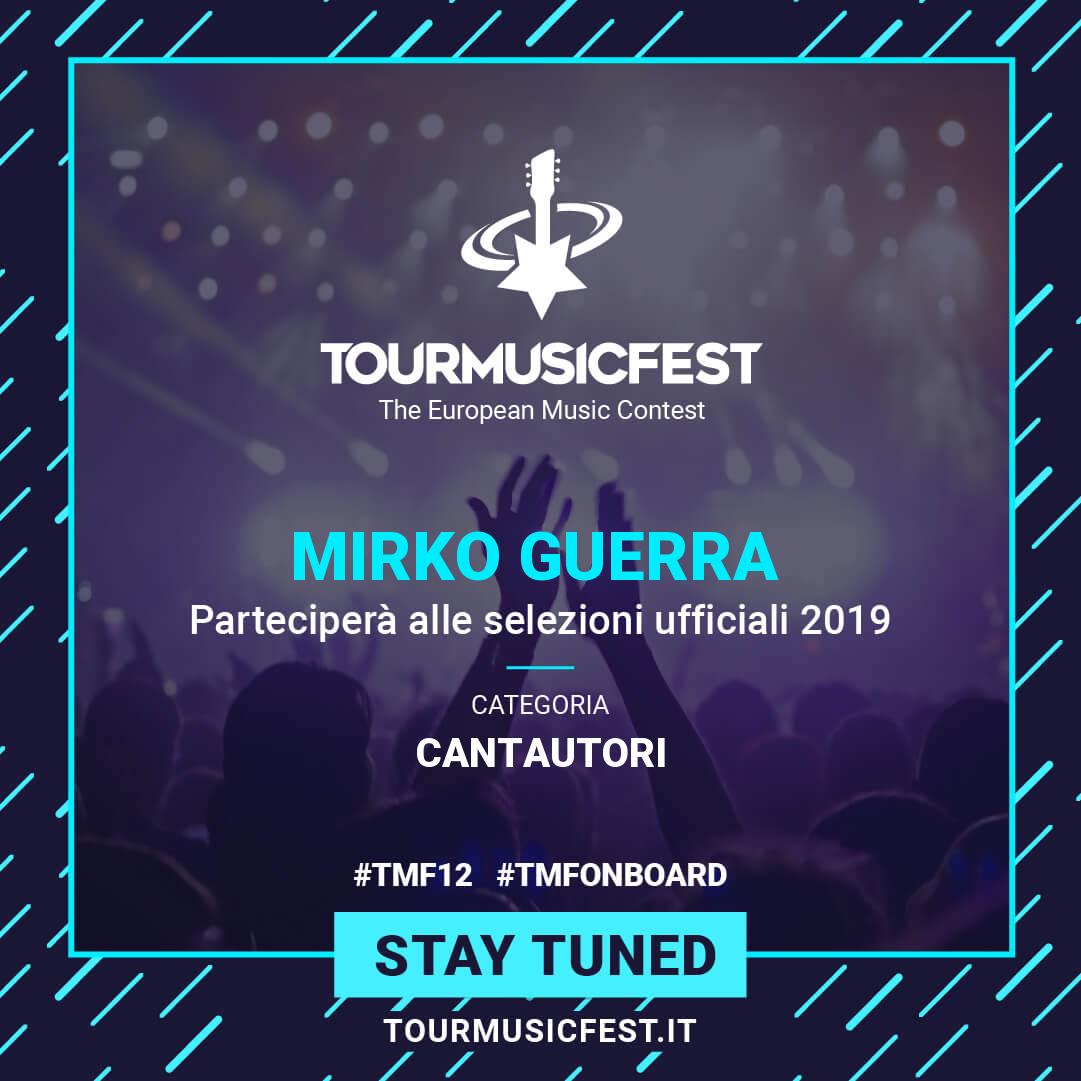 TOURMUSICFEST
The European Music Contest
MIRKO GUERRA
Parteciperà alle selezioni ufficiali 2019
CATEGORIA
CANTAUTORI
#TMF12 #TMFONBOARD
STAY TUNED
TOURMUSICFEST.IT